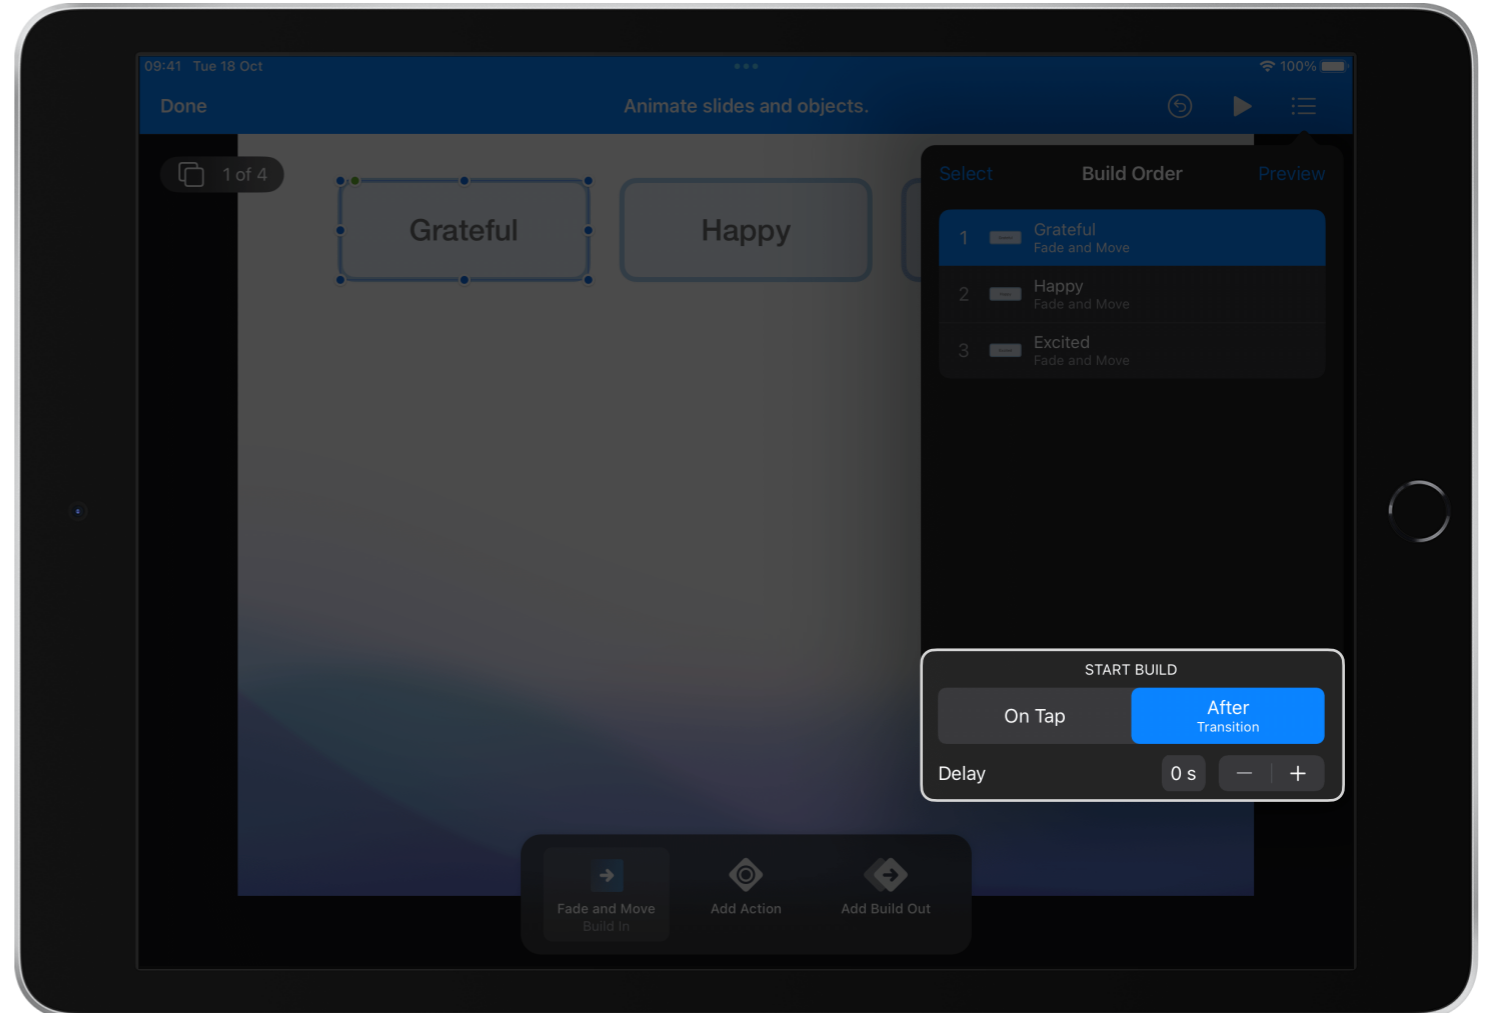 09:41 Tue 18 Oct
100%
Done
Animate slides and objects.
1 of 4
Grateful
Happy
Select
Build Order
Preview
1
Grateful
Fade and Move
2
Happy
Fade and Move
3
Excited
Fade and Move
START BUILD
On Tap
After
Transition
Delay
0 s
Fade and Move
Build In
Add Action
Add Build Out